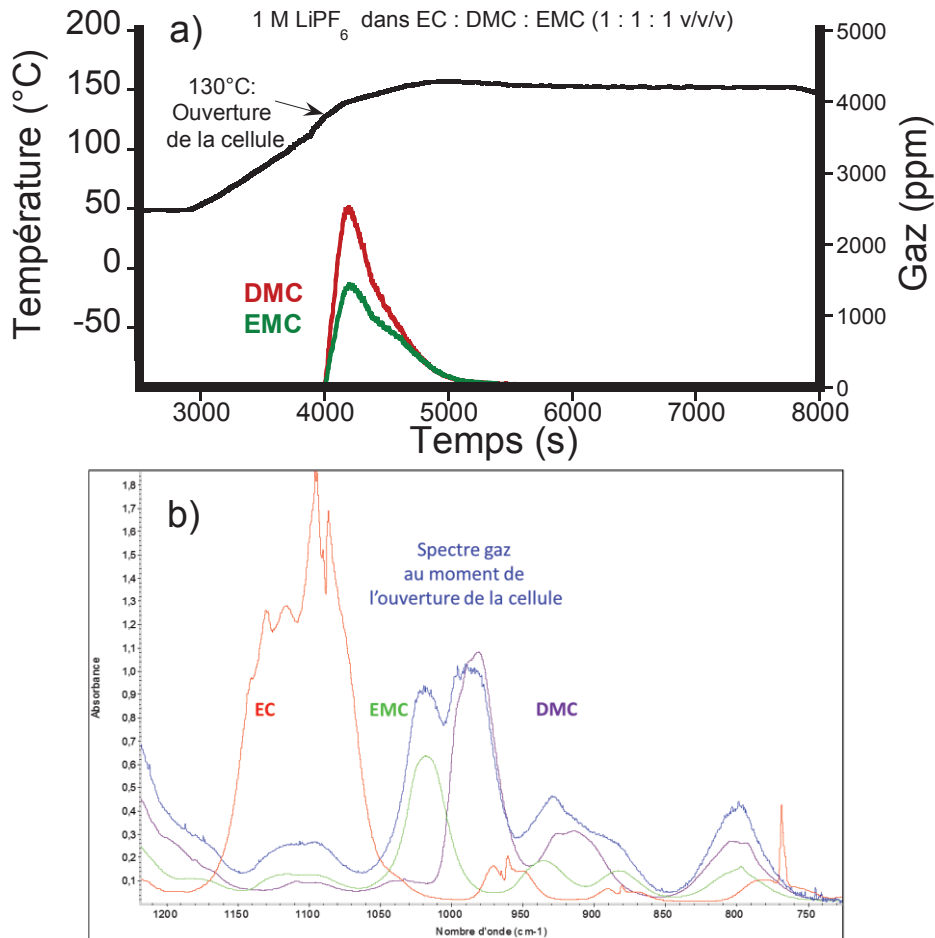 a)
1 M LiPF6 dans EC : DMC : EMC (1 : 1 : 1 v/v/v)
200
150
100
50
0
-50
Température (°C)
130°C:
Ouverture
de la cellule
DMC
EMC
5000
4000
3000
2000
1000
0
Gaz (ppm)
3000 4000 5000 6000 7000 8000
Temps (s)
b)
1,8
1,7
1,6
1,5
1,4
1,3
1,2
1,1
1,0
0,9
0,8
0,7
0,6
0,5
0,4
0,3
0,2
0,1
Absorbance
Spectre gaz
au moment de
l'ouverture de la cellule
EC EMC DMC
1200 1150 1100 1050 1000 950 900 850 800 750
Nombre d'onde (cm-1)